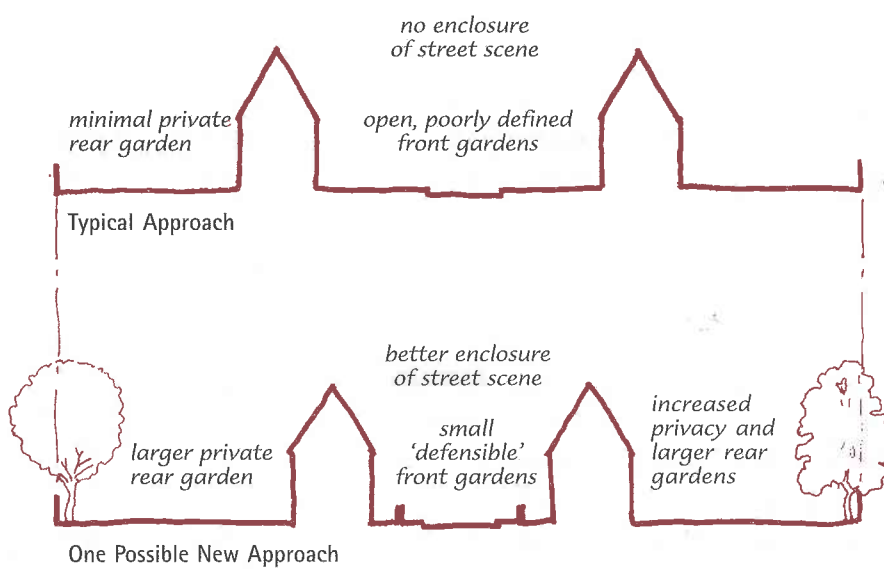 no enclosure
of street scene
minimal private
rear garden
open, poorly defined
front gardens
Typical Approach
better enclosure
of street scene
larger private
rear garden
small
'defensible'
front gardens
increased
privacy and
larger rear
gardens
One Possible New Approach